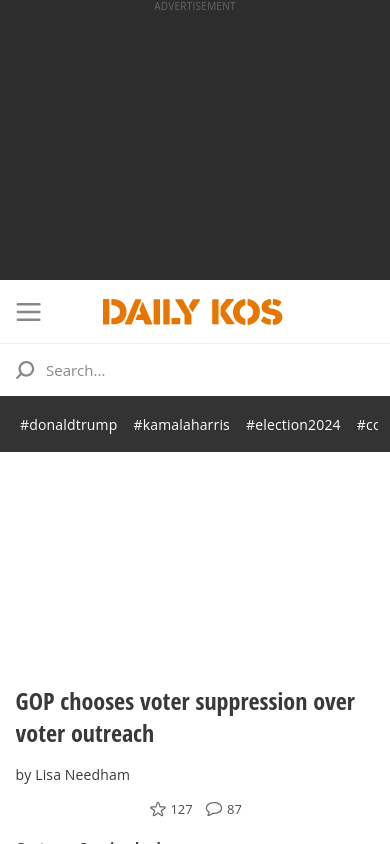 ADVERTISEMENT
DAILY KOS
Search...
#donaldtrump #kamalaharris #election2024
GOP chooses voter suppression over
voter outreach
by Lisa Needham
127 87